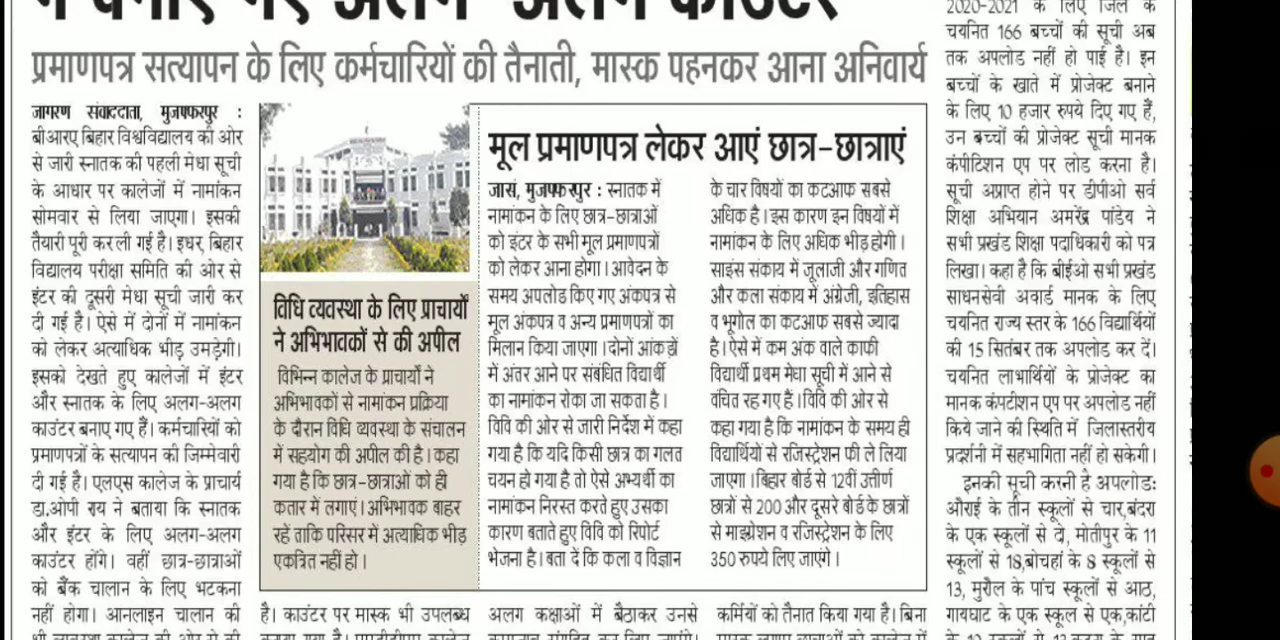 प्रमाणपत्र सत्यापन के लिए कर्मचारियों की तैनाती, मास्क पहनकर आना अनिवार्य
जागरण संवाददाता, मुजफ्फरपुर :
बीआरए बिहार विश्वविद्यालय की ओर
से जारी स्नातक की पहली मेधा सूची
के आधार पर कालेजों में नामांकन
सोमवार से लिया जाएगा। इसकी
तैयारी पूरी कर ली गई है। इधर, बिहार
विद्यालय परीक्षा समिति की ओर से
इंटर की दूसरी मेधा सूची जारी कर
दी गई है। ऐसे में दोनों में नामांकन
को लेकर अत्याधिक भीड़ उमड़ेगी।
इसको देखते हुए कालेजों में इंटर
और स्नातक के लिए अलग-अलग
काउंटर बनाए गए हैं। कर्मचारियों को
प्रमाणपत्रों के सत्यापन की जिम्मेवारी
दी गई है। एलएस कालेज के प्राचार्य
डा.ओपी राय ने बताया कि स्नातक
और इंटर के लिए अलग-अलग
काउंटर होंगे। वहीं छात्र-छात्राओं
को बैंक चालान के लिए भटकना
नहीं होगा। आनलाइन चालान की
विधि व्यवस्था के लिए प्राचार्यों
ने अभिभावकों से की अपील
विभिन्न कालेज के प्राचार्यों ने
अभिभावकों से नामांकन प्रक्रिया
के दौरान विधि व्यवस्था के संचालन
में सहयोग की अपील की है। कहा
गया है कि छात्र-छात्राओं को ही
कतार में लगाएं। अभिभावक बाहर
रहें ताकि परिसर में अत्याधिक भीड़
एकत्रित नहीं हो।
है। काउंटर पर मास्क भी उपलब्ध
मूल प्रमाणपत्र लेकर आएं छात्र-छात्राएं
जासं, मुजफ्फरपुर : स्नातक में
नामांकन के लिए छात्र-छात्राओं
को इंटर के सभी मूल प्रमाणपत्रों
को लेकर आना होगा। आवेदन के
समय अपलोड किए गए अंकपत्र से
मूल अंकपत्र व अन्य प्रमाणपत्रों का
मिलान किया जाएगा। दोनों आंकड़ों
में अंतर आने पर संबंधित विद्यार्थी
का नामांकन रोका जा सकता है।
विवि की ओर से जारी निर्देश में कहा
गया है कि यदि किसी छात्र का गलत
चयन हो गया है तो ऐसे अभ्यर्थी का
नामांकन निरस्त करते हुए उसका
कारण बताते हुए विवि को रिपोर्ट
भेजना है। बता दें कि कला व विज्ञान
के चार विषयों का कटआफ सबसे
अधिक है। इस कारण इन विषयों में
नामांकन के लिए अधिक भीड़ होगी।
साइंस संकाय में जूलाजी और गणित
और कला संकाय में अंग्रेजी, इतिहास
व भूगोल का कटआफ सबसे ज्यादा
है। ऐसे में कम अंक वाले काफी
विद्यार्थी प्रथम मेधा सूची में आने से
वंचित रह गए हैं। विवि की ओर से
कहा गया है कि नामांकन के समय ही
विद्यार्थियों से रजिस्ट्रेशन फी ले लिया
जाएगा। बिहार बोर्ड से 12वीं उत्तीर्ण
छात्रों से 200 और दूसरे बोर्ड के छात्रों
से माइग्रेशन व रजिस्ट्रेशन के लिए
350 रुपये लिए जाएंगे।
अलग कक्षाओं में बैठाकर उनसे
कर्मियों को तैनात किया गया है। बिना
2020-2021 के लिए जिले के
चयनित 166 बच्चों की सूची अब
तक अपलोड नहीं हो पाई है। इन
बच्चों के खाते में प्रोजेक्ट बनाने
के लिए 10 हजार रुपये दिए गए हैं,
उन बच्चों की प्रोजेक्ट सूची मानक
कंपीटिशन एप पर लोड करना है।
सूची अप्राप्त होने पर डीपीओ सर्व
शिक्षा अभियान अमरेंद्र पांडेय ने
सभी प्रखंड शिक्षा पदाधिकारी को पत्र
लिखा। कहा है कि बीईओ सभी प्रखंड
साधनसेवी अवार्ड मानक के लिए
चयनित राज्य स्तर के 166 विद्यार्थियों
की 15 सितंबर तक अपलोड कर दें।
चयनित लाभार्थियों के प्रोजेक्ट का
मानक कंपटीशन एप पर अपलोड नहीं
किये जाने की स्थिति में जिलास्तरीय
प्रदर्शनी में सहभागिता नहीं हो सकेगी।
इनकी सूची करनी है अपलोड:
औराई के तीन स्कूलों से चार,बंदरा
के एक स्कूलों से दो, मोतीपुर के 11
स्कूलों से 18,बोचहां के 8 स्कूलों से
13, मुरौल के पांच स्कूलों से आठ,
गायघाट के एक स्कूल से एक,कांटी